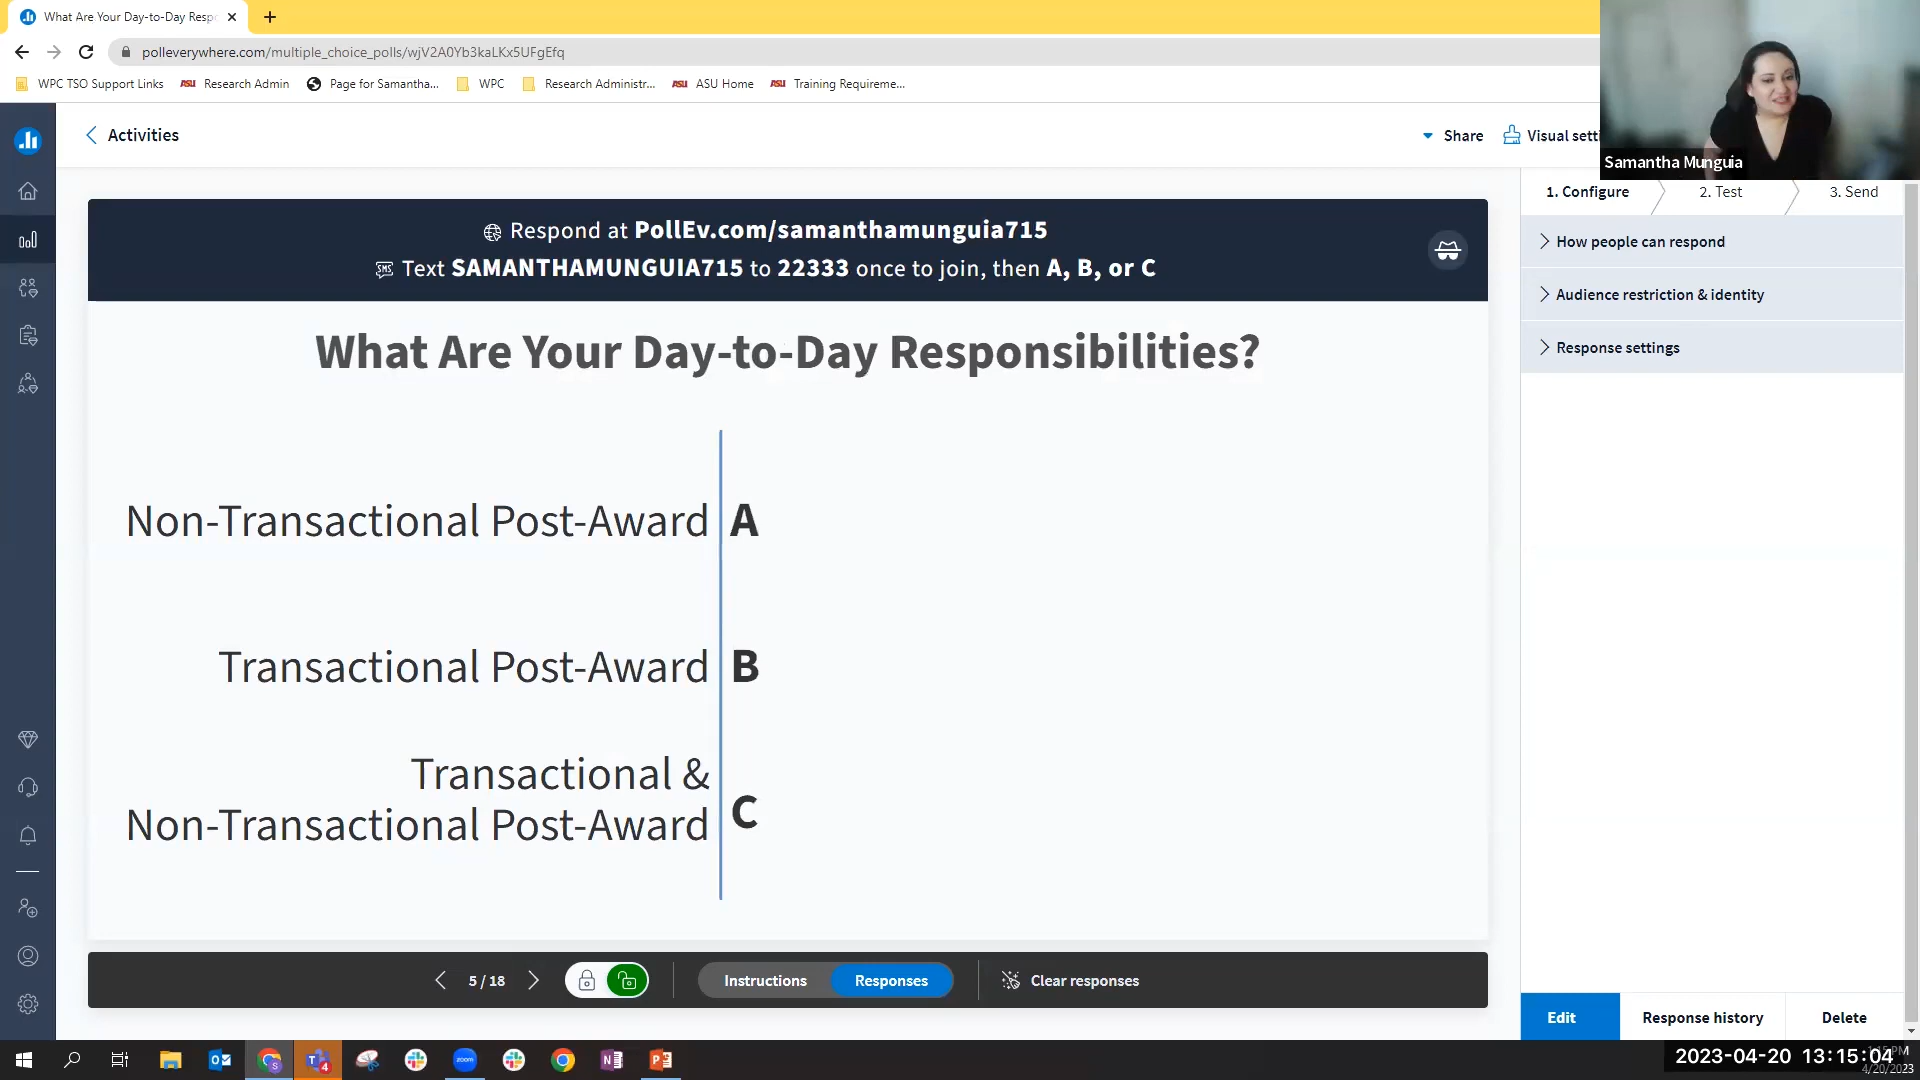 What Are Your Day-to-Day Resp
polleverywhere.com/multiple_choice_polls/wjV2A0Yb3kaLKx5UFgEfq
WPC TSO Support Links
ASU Research Admin
Page for Samantha...
WPC
Research Administr...
ASU ASU Home
ASU Training Requireme...
Activities
Share
Visual setti
Samantha Munguia
1. Configure
2. Test
3. Send
Respond at PollEv.com/samanthamunguia715
SMS Text SAMANTHAMUNGUIA715 to 22333 once to join, then A, B, or C
How people can respond
Audience restriction & identity
Response settings
What Are Your Day-to-Day Responsibilities?
Non-Transactional Post-Award A
Transactional Post-Award B
Transactional &
Non-Transactional Post-Award C
5 / 18
Instructions
Responses
Clear responses
Edit
Response history
Delete
2023-04-20 13:15:04
4/20/2023